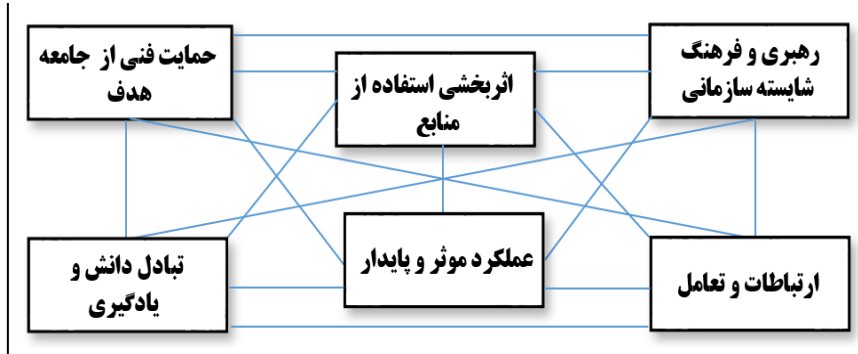 رهبری و فرهنگ
شایسته سازمانی
اثربخشی استفاده از
منابع
حمایت فنی از جامعه
هدف
ارتباطات و تعامل
عملکرد موثر و پایدار
تبادل دانش و
یادگیری